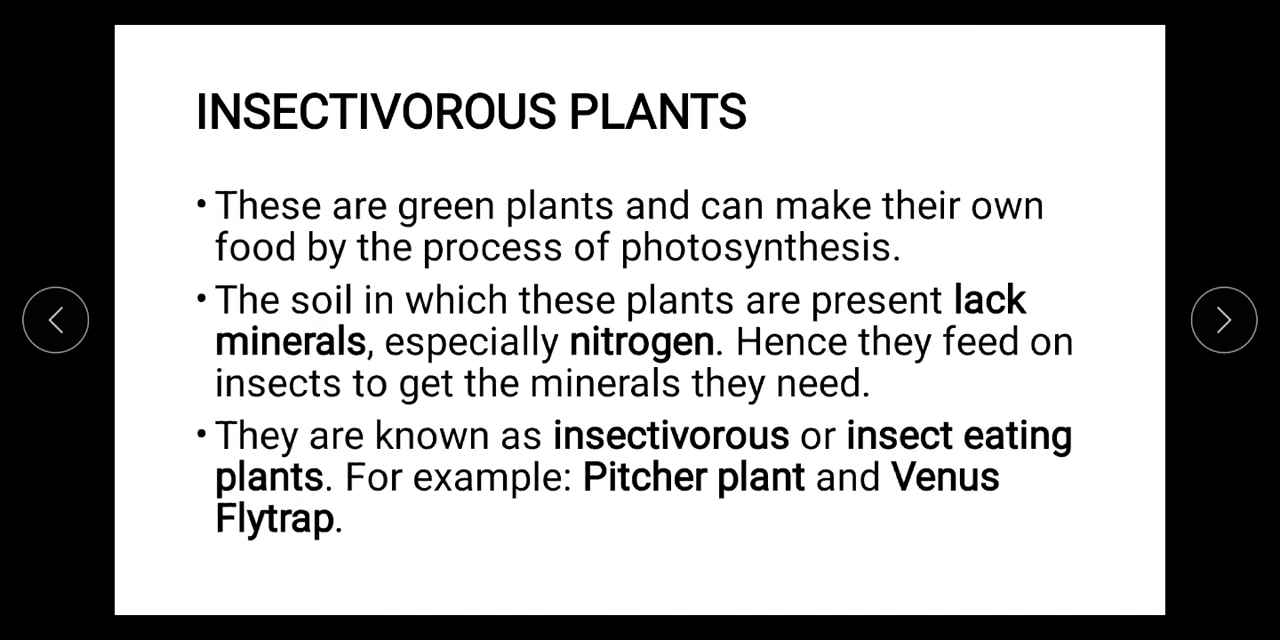 INSECTIVOROUS PLANTS
• These are green plants and can make their own
food by the process of photosynthesis.
• The soil in which these plants are present lack
minerals, especially nitrogen. Hence they feed on
insects to get the minerals they need.
• They are known as insectivorous or insect eating
plants. For example: Pitcher plant and Venus
Flytrap.